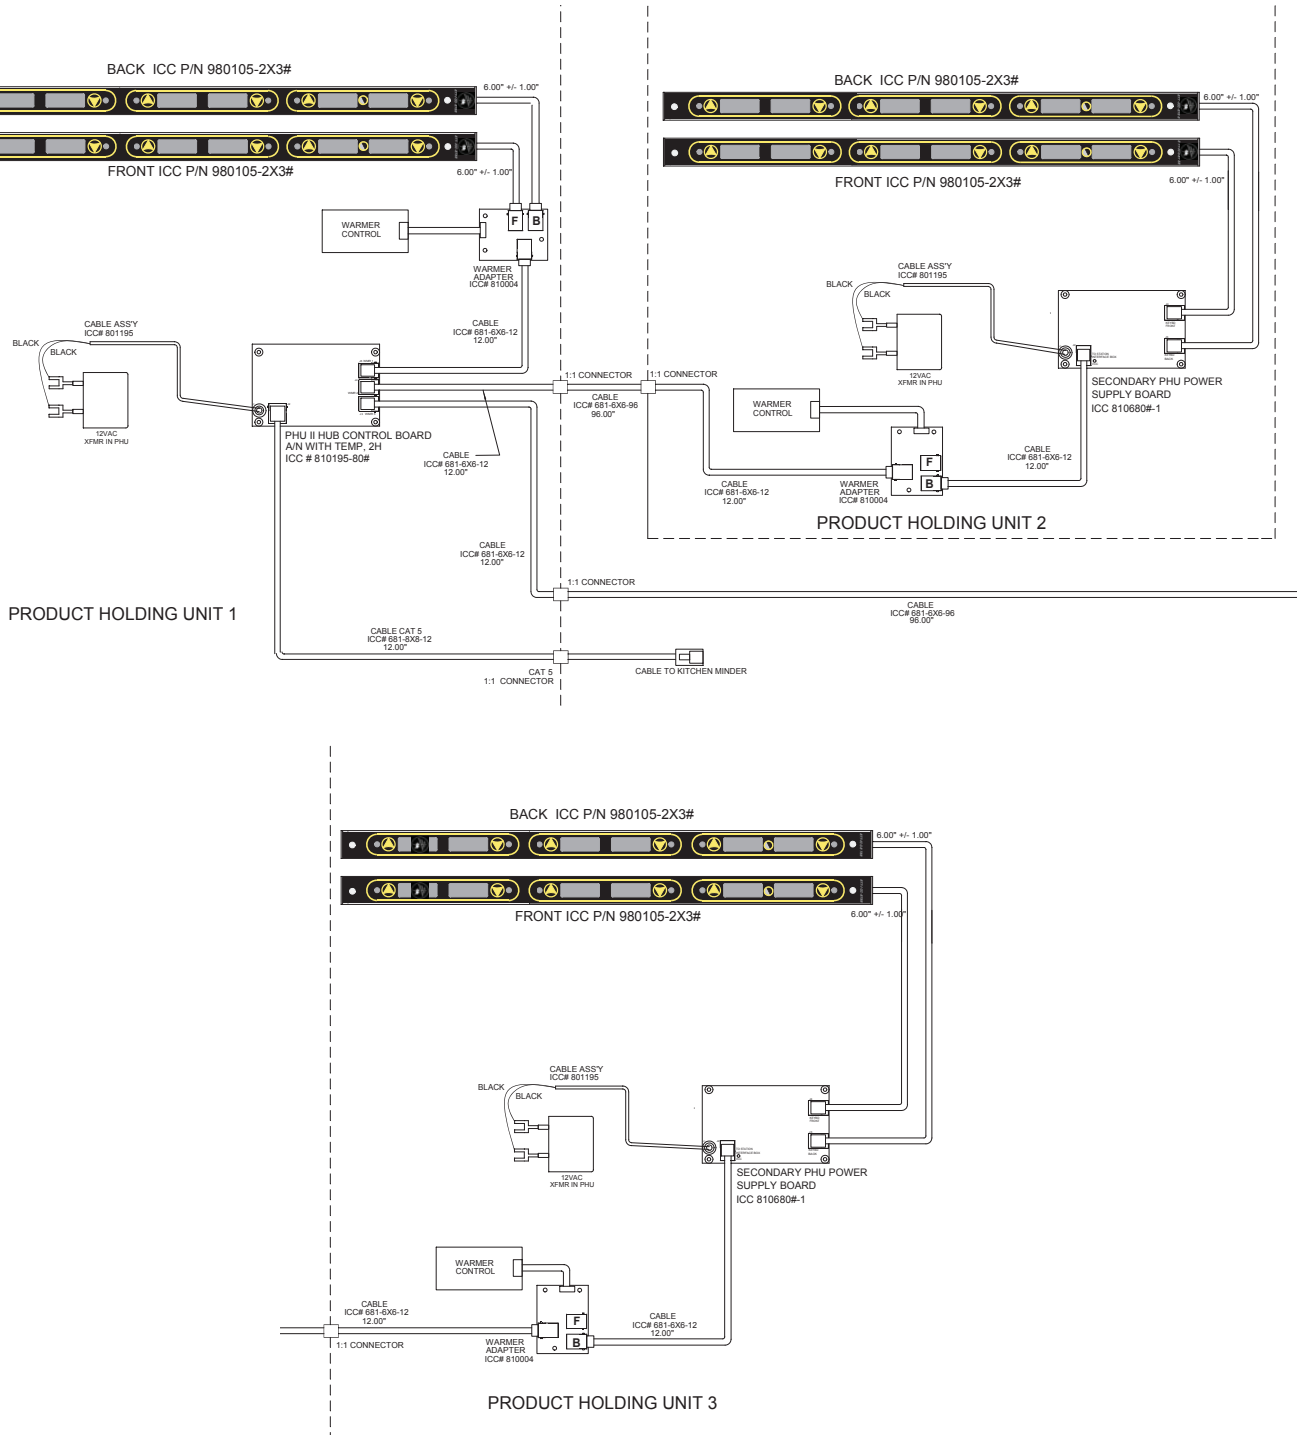 BACK  ICC P/N 980105-2X3#
6.00" +/- 1.00"
FRONT ICC P/N 980105-2X3#
6.00" +/- 1.00"
WARMER
CONTROL
F B
WARMER
ADAPTER
ICC# 810004
CABLE
ICC# 681-6X6-12
12.00"
CABLE ASS'Y
ICC# 801195
BLACK
BLACK
12VAC
XFMR IN PHU
PHU II HUB CONTROL BOARD
A/N WITH TEMP, 2H
ICC # 810195-80#
CABLE
ICC# 681-6X6-12
12.00"
1:1 CONNECTOR
CABLE
ICC# 681-6X6-96
96.00"
1:1 CONNECTOR
CABLE
ICC# 681-6X6-12
12.00"
1:1 CONNECTOR
CABLE
ICC# 681-6X6-96
96.00"
PRODUCT HOLDING UNIT 1
CABLE CAT 5
ICC# 681-8X8-12
12.00"
CAT 5
1:1  CONNECTOR
CABLE TO KITCHEN MINDER
BACK  ICC P/N 980105-2X3#
6.00" +/- 1.00"
FRONT ICC P/N 980105-2X3#
6.00" +/- 1.00"
CABLE ASS'Y
ICC# 801195
BLACK
BLACK
12VAC
XFMR IN PHU
SECONDARY PHU POWER
SUPPLY BOARD
ICC 810680#-1
WARMER
CONTROL
F
B
CABLE
ICC# 681-6X6-12
12.00"
WARMER
ADAPTER
ICC# 810004
CABLE
ICC# 681-6X6-12
12.00"
PRODUCT HOLDING UNIT 2
BACK  ICC P/N 980105-2X3#
6.00" +/- 1.00"
FRONT ICC P/N 980105-2X3#
6.00" +/- 1.00"
CABLE ASS'Y
ICC# 801195
BLACK
BLACK
12VAC
XFMR IN PHU
SECONDARY PHU POWER
SUPPLY BOARD
ICC 810680#-1
WARMER
CONTROL
F
B
CABLE
ICC# 681-6X6-12
12.00"
1:1 CONNECTOR
WARMER
ADAPTER
ICC# 810004
CABLE
ICC# 681-6X6-12
12.00"
PRODUCT HOLDING UNIT 3